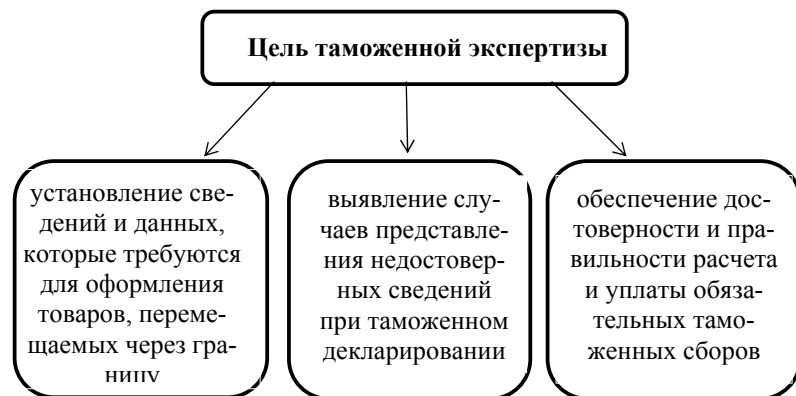 Цель таможенной экспертизы
установление све-
дений и данных,
которые требуются
для оформления
товаров, переме-
щаемых через гра-
ницу
выявление слу-
чаев представле-
ния недостовер-
ных сведений
при таможенном
декларировании
обеспечение дос-
товерности и пра-
вильности расчета
и уплаты обяза-
тельных тамо-
женных сборов